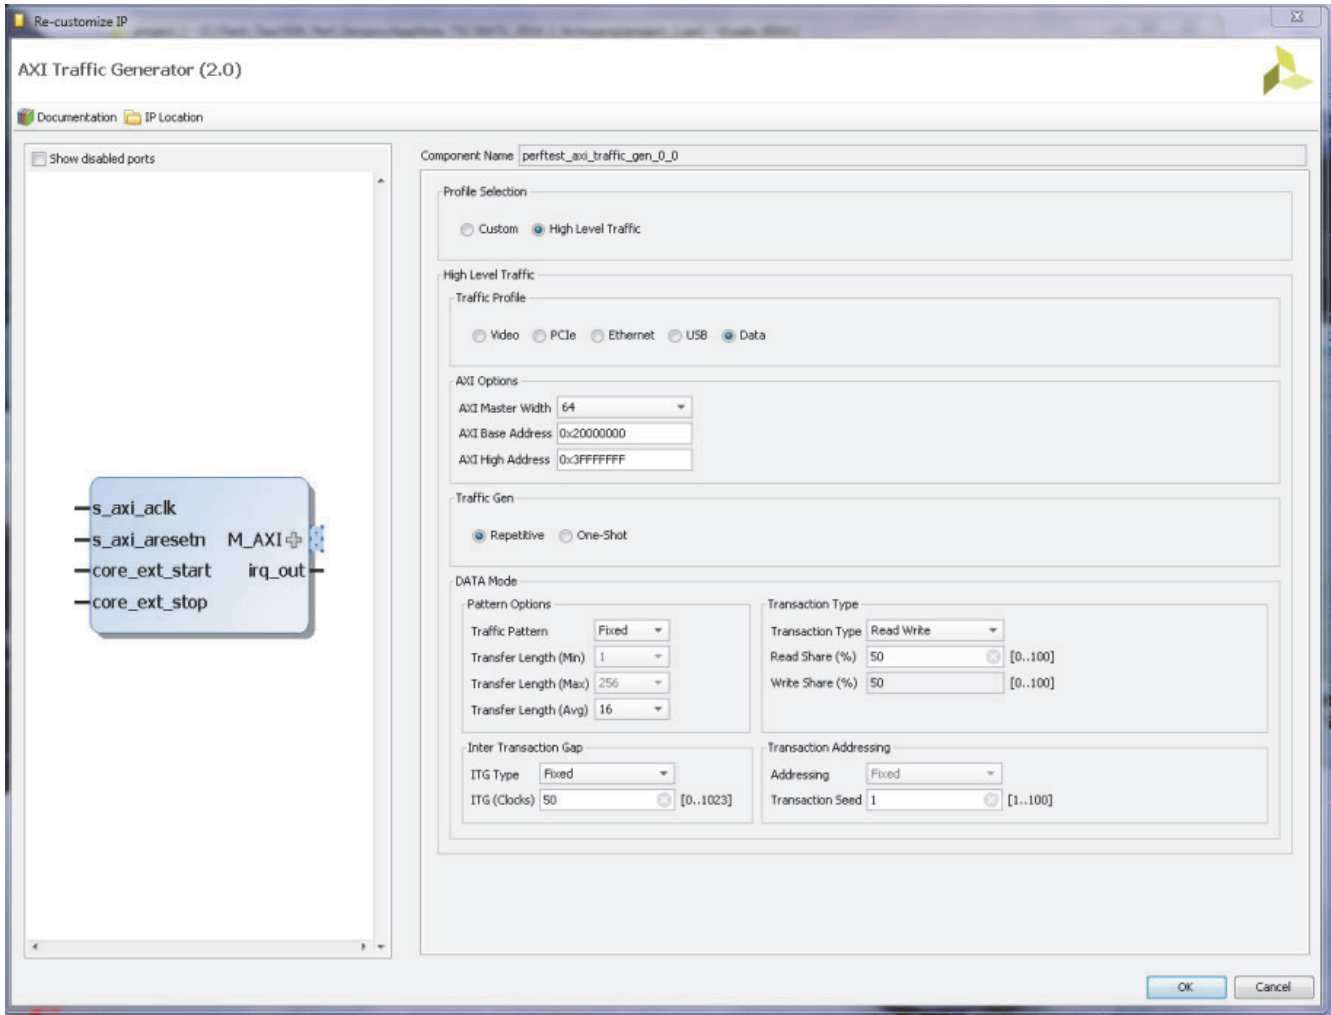 Re-customize IP
AXI Traffic Generator (2.0)
Documentation IP Location
Show disabled ports
s_axi_aclk
s_axi_aresetn M_AXI
core_ext_start irq_out
core_ext_stop
Component Name perftest_axi_traffic_gen_0_0
Profile Selection
Custom High Level Traffic
High Level Traffic
Traffic Profile
Video PCIe Ethernet USB Data
AXI Options
AXI Master Width 64
AXI Base Address 0x20000000
AXI High Address 0x3FFFFFFF
Traffic Gen
Repetitive One-Shot
DATA Mode
Pattern Options
Traffic Pattern Fixed
Transfer Length (Min) 1
Transfer Length (Max) 256
Transfer Length (Avg) 16
Transaction Type
Transaction Type Read Write
Read Share (%) 50 [0..100]
Write Share (%) 50 [0..100]
Inter Transaction Gap
ITG Type Fixed
ITG (Clocks) 50 [0..1023]
Transaction Addressing
Addressing Fixed
Transaction Seed 1 [1..100]
OK Cancel